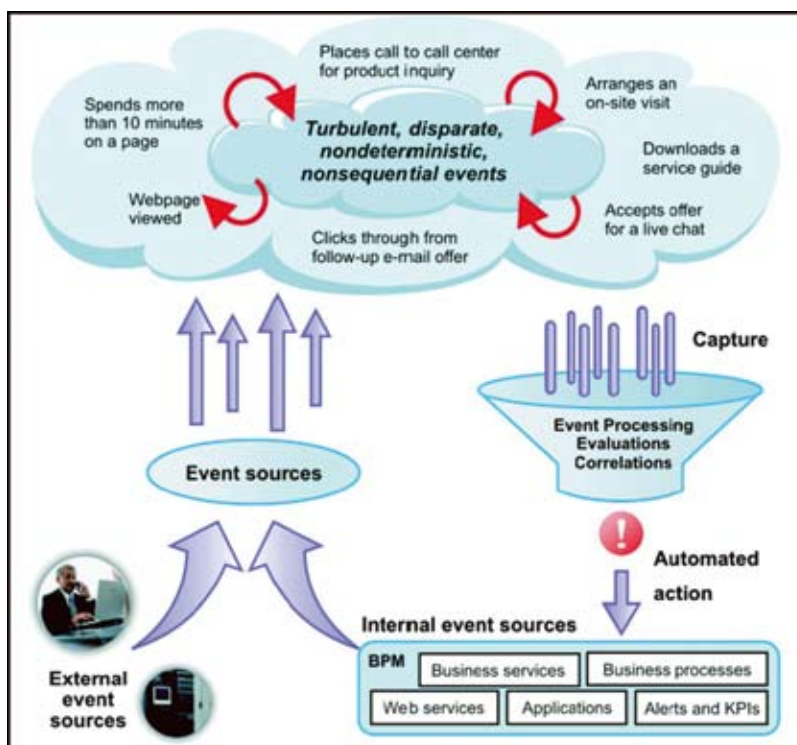 Places call to call center
for product inquiry
Arranges an
on-site visit
Spends more
than 10 minutes
on a page
Turbulent, disparate,
nondeterministic,
nonsequential events
Downloads a
service guide
Webpage
viewed
Accepts offer
for a live chat
Clicks through from
follow-up e-mail offer
Capture
Event Processing
Evaluations
Correlations
Event sources
!
Automated
action
Internal event sources
External
event
sources
BPM
Business services
Business processes
Web services
Applications
Alerts and KPIs